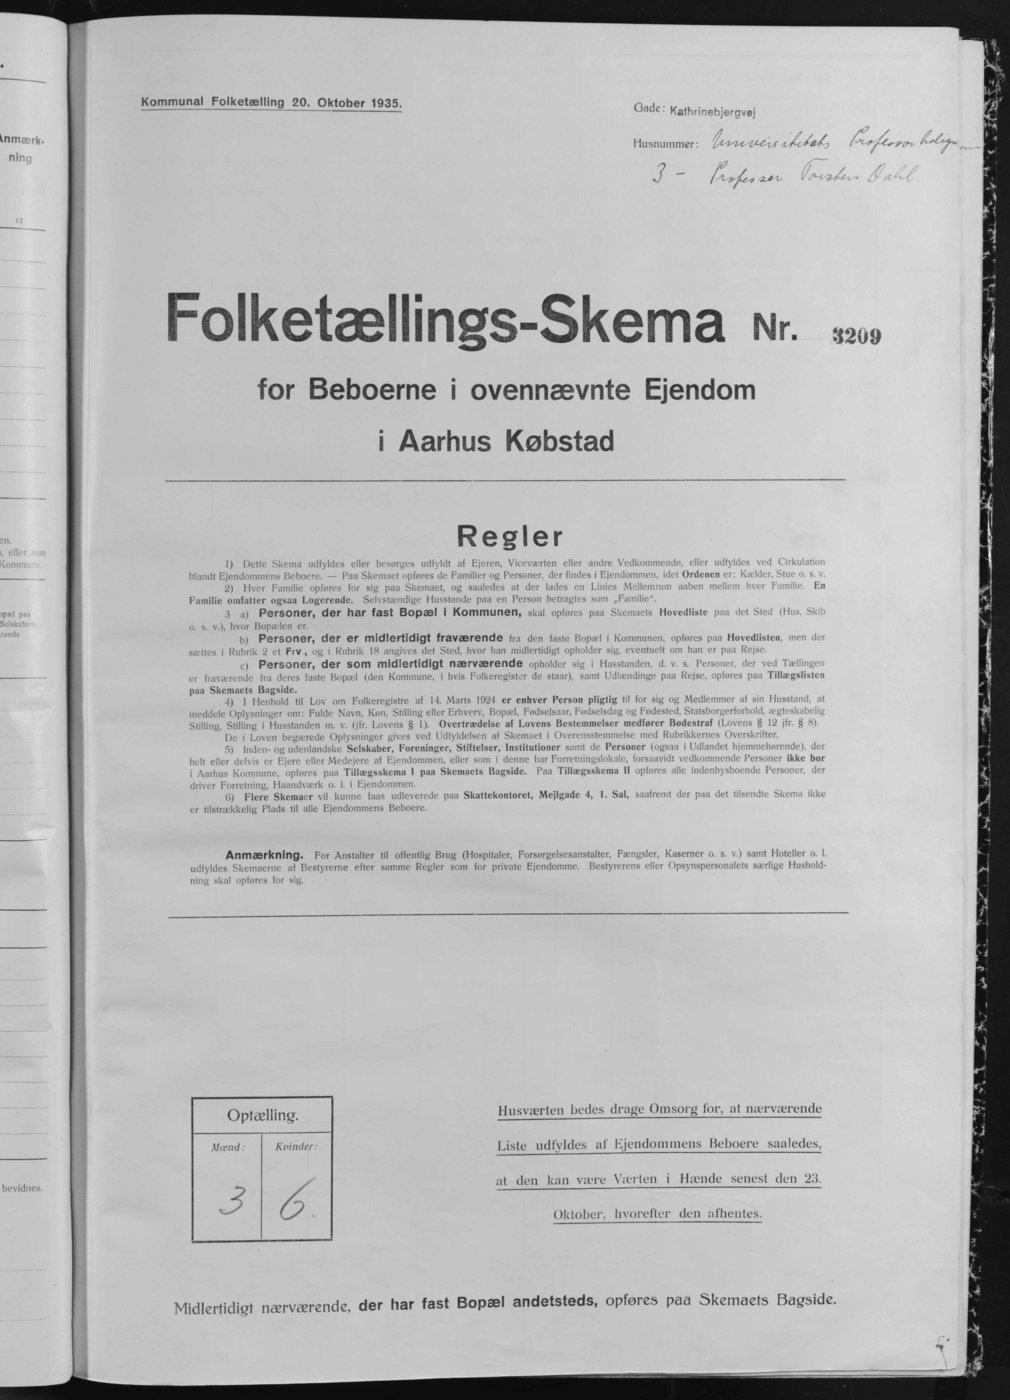 Kommunal Folketælling 20. Oktober 1935.
Gade: Kathrinebjergvej
Husnummer: Universitetets Professorbolig
3 - Professor Torsten Dahl.
Folketællings-Skema Nr. 3209
for Beboerne i ovennævnte Ejendom
i Aarhus Købstad
Regler
1) Dette Skema udfyldes eller besørges udfyldt af Ejeren, Viceværten eller andre Vedkommende, eller udfyldes ved Cirkulation
blandt Ejendommens Beboere. — Paa Skemaet opføres de Familier og Personer, der findes i Ejendommen, idet Ordenen er: Kælder, Stue o. s. v.
2) Hver Familie opføres for sig paa Skemaet, og saaledes at der lades en Linies Mellemrum aaben mellem hver Familie. En
Familie omfatter ogsaa Logerende. Selvstændige Husstande paa en Person betragtes som „Familie“.
3 a) Personer, der har fast Bopæl i Kommunen, skal opføres paa Skemaets Hovedliste paa det Sted (Hus, Skib
o. s. v.), hvor Bopælen er.
b) Personer, der er midlertidigt fraværende fra den faste Bopæl i Kommunen, opføres paa Hovedlisten, men der
sættes i Rubrik 2 et Frv., og i Rubrik 18 angives det Sted, hvor han midlertidigt opholder sig, eventuelt om han er paa Rejse.
c) Personer, der som midlertidigt nærværende opholder sig i Husstanden, d. v. s. Personer, der ved Tællingen
er fraværende fra deres faste Bopæl (den Kommune, i hvis Folkeregister de staar), samt Udlændinge paa Rejse, opføres paa Tillægslisten
paa Skemaets Bagside.
4) I Henhold til Lov om Folkeregistre af 14. Marts 1924 er enhver Person pligtig til for sig og Medlemmer af sin Husstand, at
meddele Oplysninger om: Fulde Navn, Køn, Stilling eller Erhverv, Bopæl, Fødselsaar, Fødselsdag og Fødested, Statsborgerforhold, ægteskabelig
Stilling, Stilling i Husstanden m. v. (jfr. Lovens § 1). Overtrædelse af Lovens Bestemmelser medfører Bødestraf (Lovens § 12 jfr. § 8).
De i Loven begærede Oplysninger gives ved Udfyldelsen af Skemaet i Overensstemmelse med Rubrikkernes Overskrifter.
5) Inden- og udenlandske Selskaber, Foreninger, Stiftelser, Institutioner samt de Personer (ogsaa i Udlandet hjemmehørende), der
helt eller delvis er Ejere eller Medejere af Ejendommen, eller som i denne har Forretningslokale, forsaavidt vedkommende Personer ikke bor
i Aarhus Kommune, opføres paa Tillægsskema I paa Skemaets Bagside. Paa Tillægsskema II opføres alle indenbysboende Personer, der
driver Forretning, Haandværk o. l. i Ejendommen.
6) Flere Skemaer vil kunne faas udleverede paa Skattekontoret, Mejlgade 4, 1. Sal, saafremt der paa det tilsendte Skema ikke
er tilstrækkelig Plads til alle Ejendommens Beboere.
Anmærkning. For Anstalter til offentlig Brug (Hospitaler, Forsørgelsesanstalter, Fængsler, Kaserner o. s. v.) samt Hoteller o. l.
udfyldes Skemaerne af Bestyrerne efter samme Regler som for private Ejendomme. Bestyrerens eller Opsynspersonalets særlige Hushold-
ning skal opføres for sig.
Optælling.
Mænd: Kvinder:
3 6.
Husværten bedes drage Omsorg for, at nærværende
Liste udfyldes af Ejendommens Beboere saaledes,
at den kan være Værten i Hænde senest den 23.
Oktober, hvorefter den afhentes.
Midlertidigt nærværende, der har fast Bopæl andetsteds, opføres paa Skemaets Bagside.
Anmærk-
ning
12
en.
, eller som
Kommune.
opæl paa
Selskabers
bevidnes.